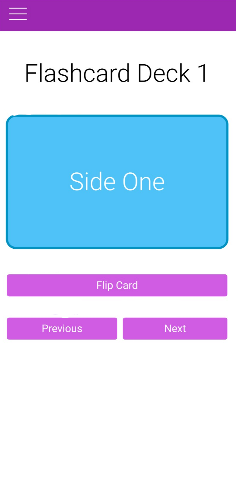 Flashcard Deck 1
Side One
Flip Card
Previous
Next